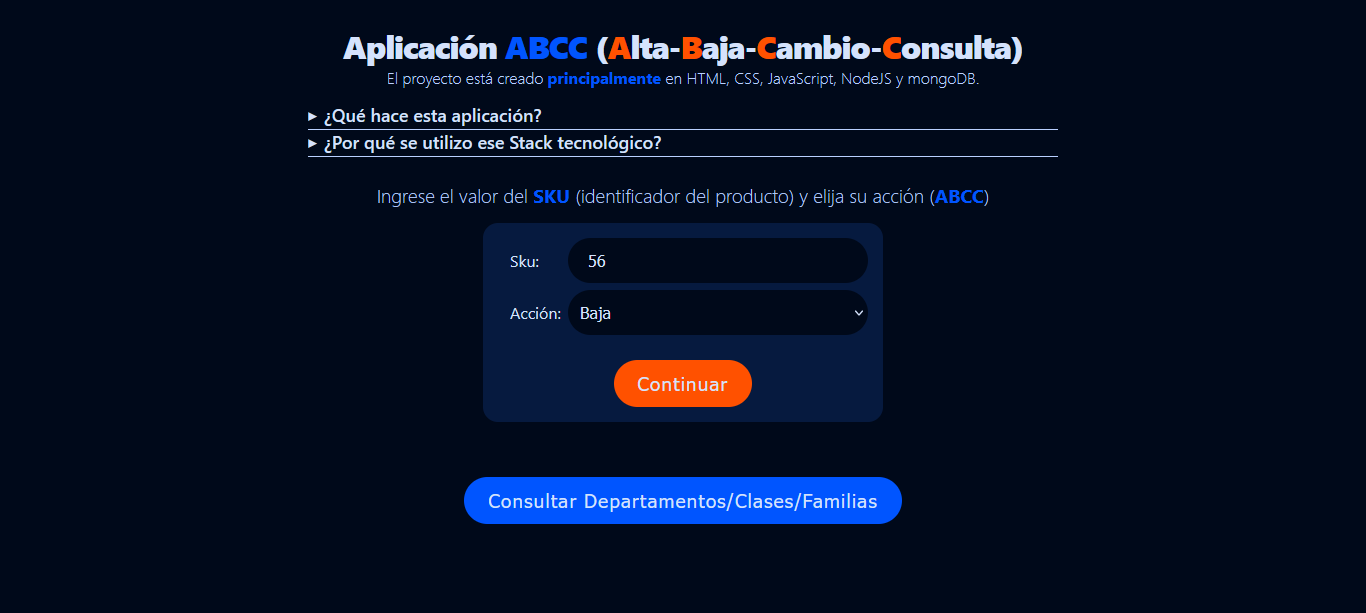 Aplicación ABCC (Alta-Baja-Cambio-Consulta)
El proyecto está creado principalmente en HTML, CSS, JavaScript, NodeJS y mongoDB.
▸ ¿Qué hace esta aplicación?
▸ ¿Por qué se utilizo ese Stack tecnológico?
Ingrese el valor del SKU (identificador del producto) y elija su acción (ABCC)
Sku: 56
Acción: Baja
Continuar
Consultar Departamentos/Clases/Familias